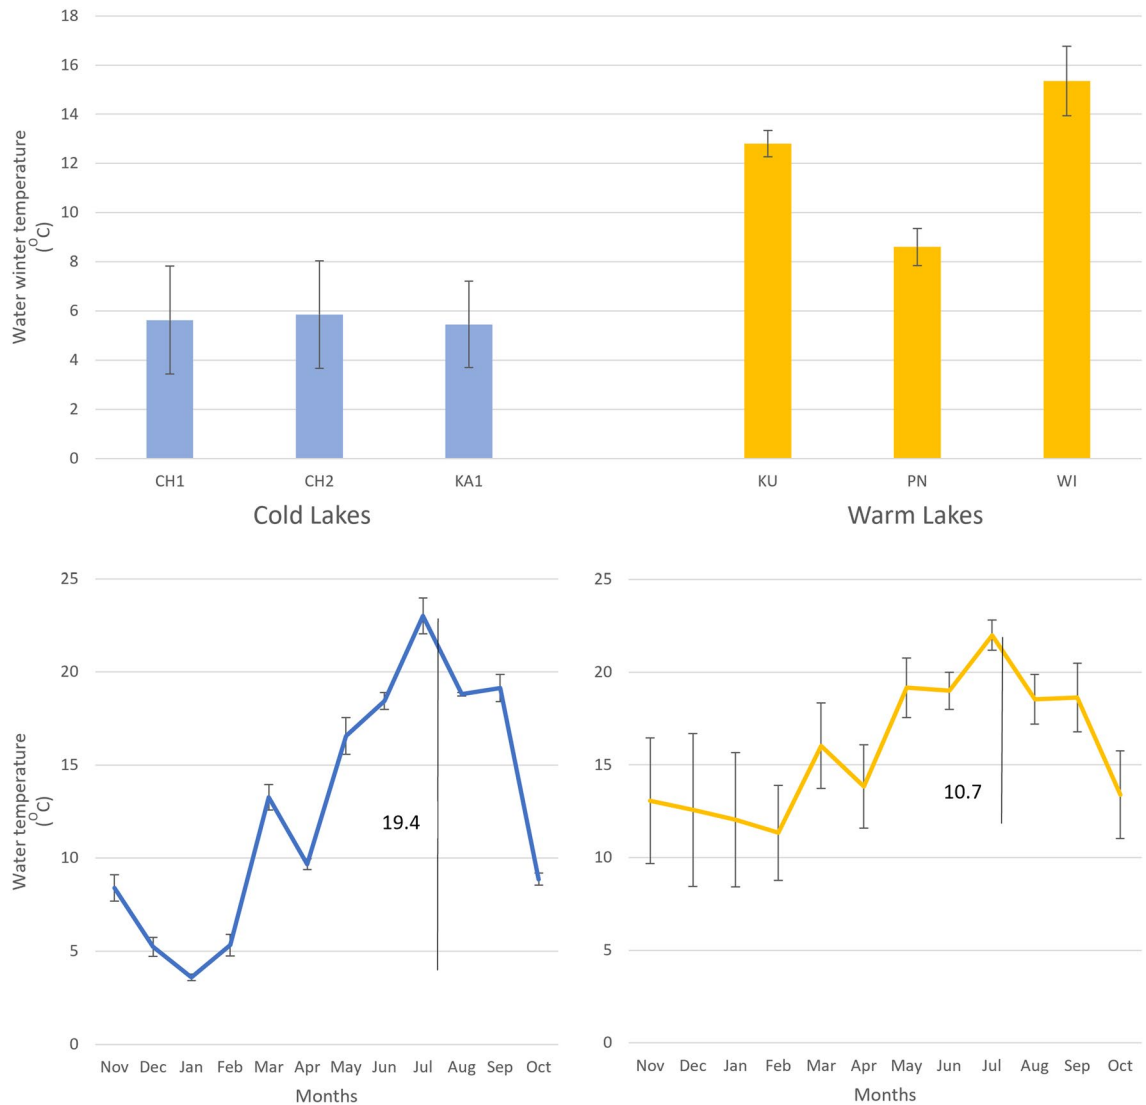 18
16
14
12
10
8
6
4
2
0
Water winter temperature
(°C)
CH1 CH2 KA1 KU PN WI
Cold Lakes Warm Lakes
25
20
15
10
5
0
Water temperature
(°C)
19.4
Nov Dec Jan Feb Mar Apr May Jun Jul Aug Sep Oct
Months
25
20
15
10
5
0
10.7
Nov Dec Jan Feb Mar Apr May Jun Jul Aug Sep Oct
Months